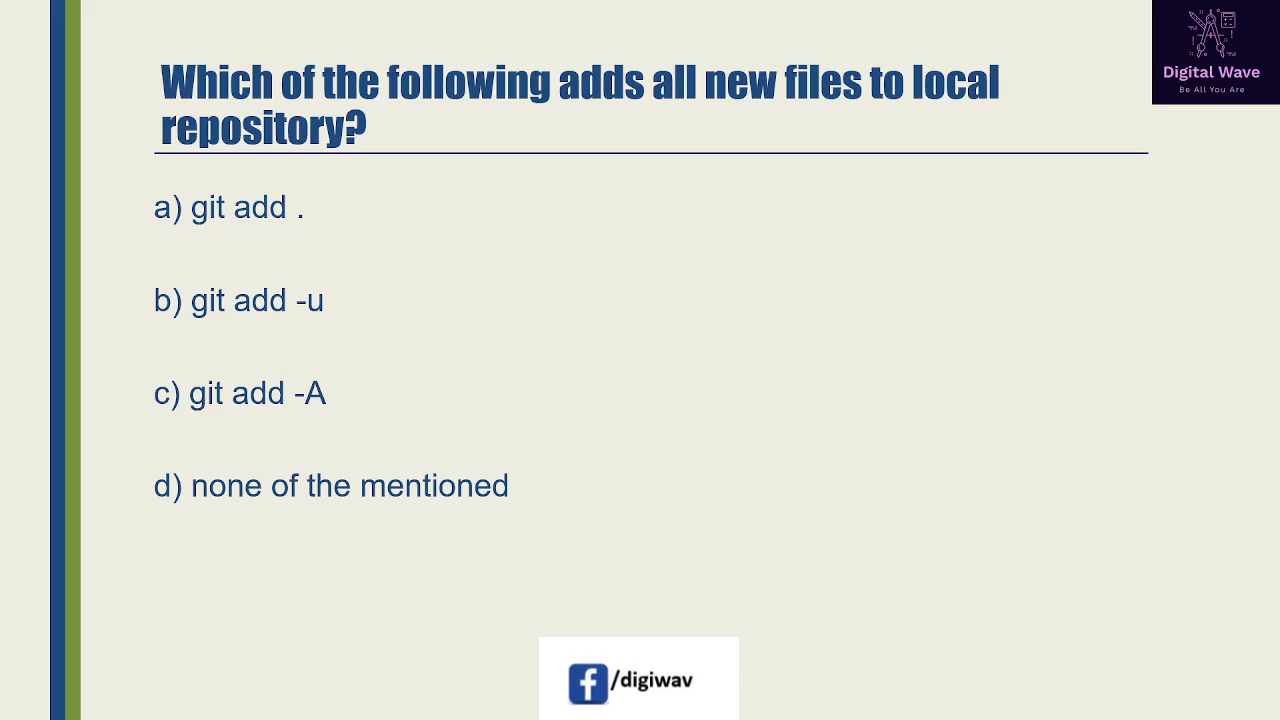 Digital Wave
Be All You Are
Which of the following adds all new files to local
repository?
a) git add .
b) git add -u
c) git add -A
d) none of the mentioned
f/digiwav